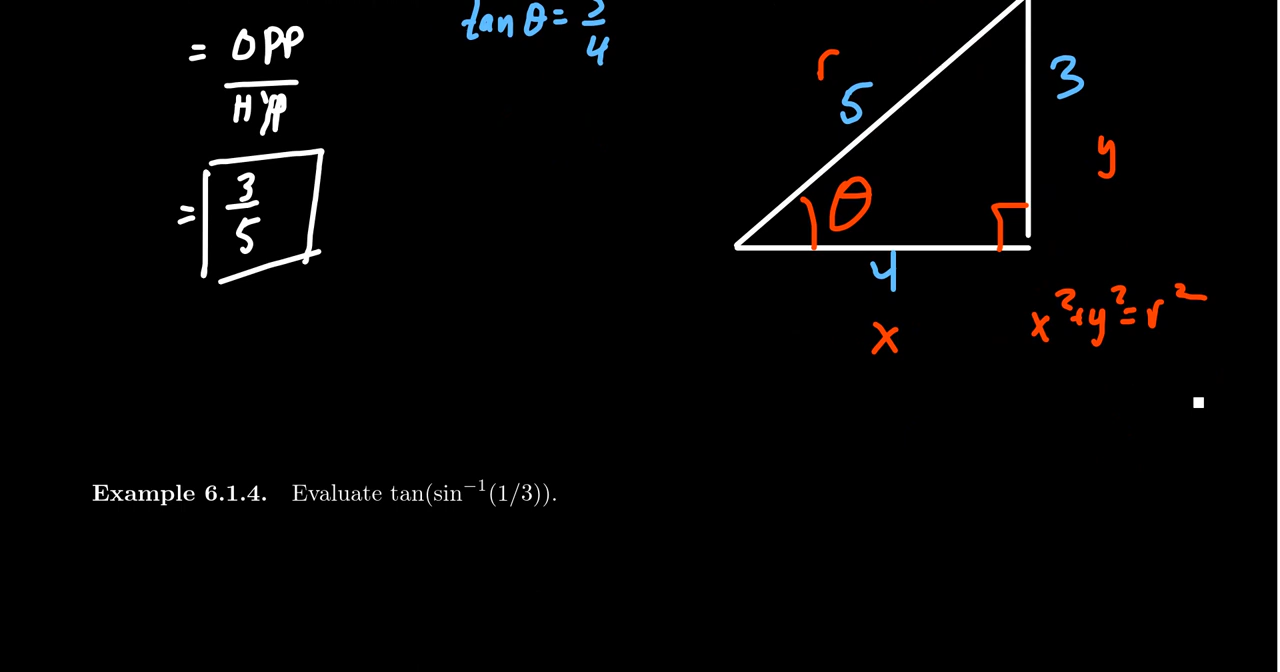 = OPP
HYP
= 3
5
tan θ = 3
4
r
5
3
y
θ
4
x
x²+y²=r²
Example 6.1.4. Evaluate tan(sin⁻¹(1/3)).